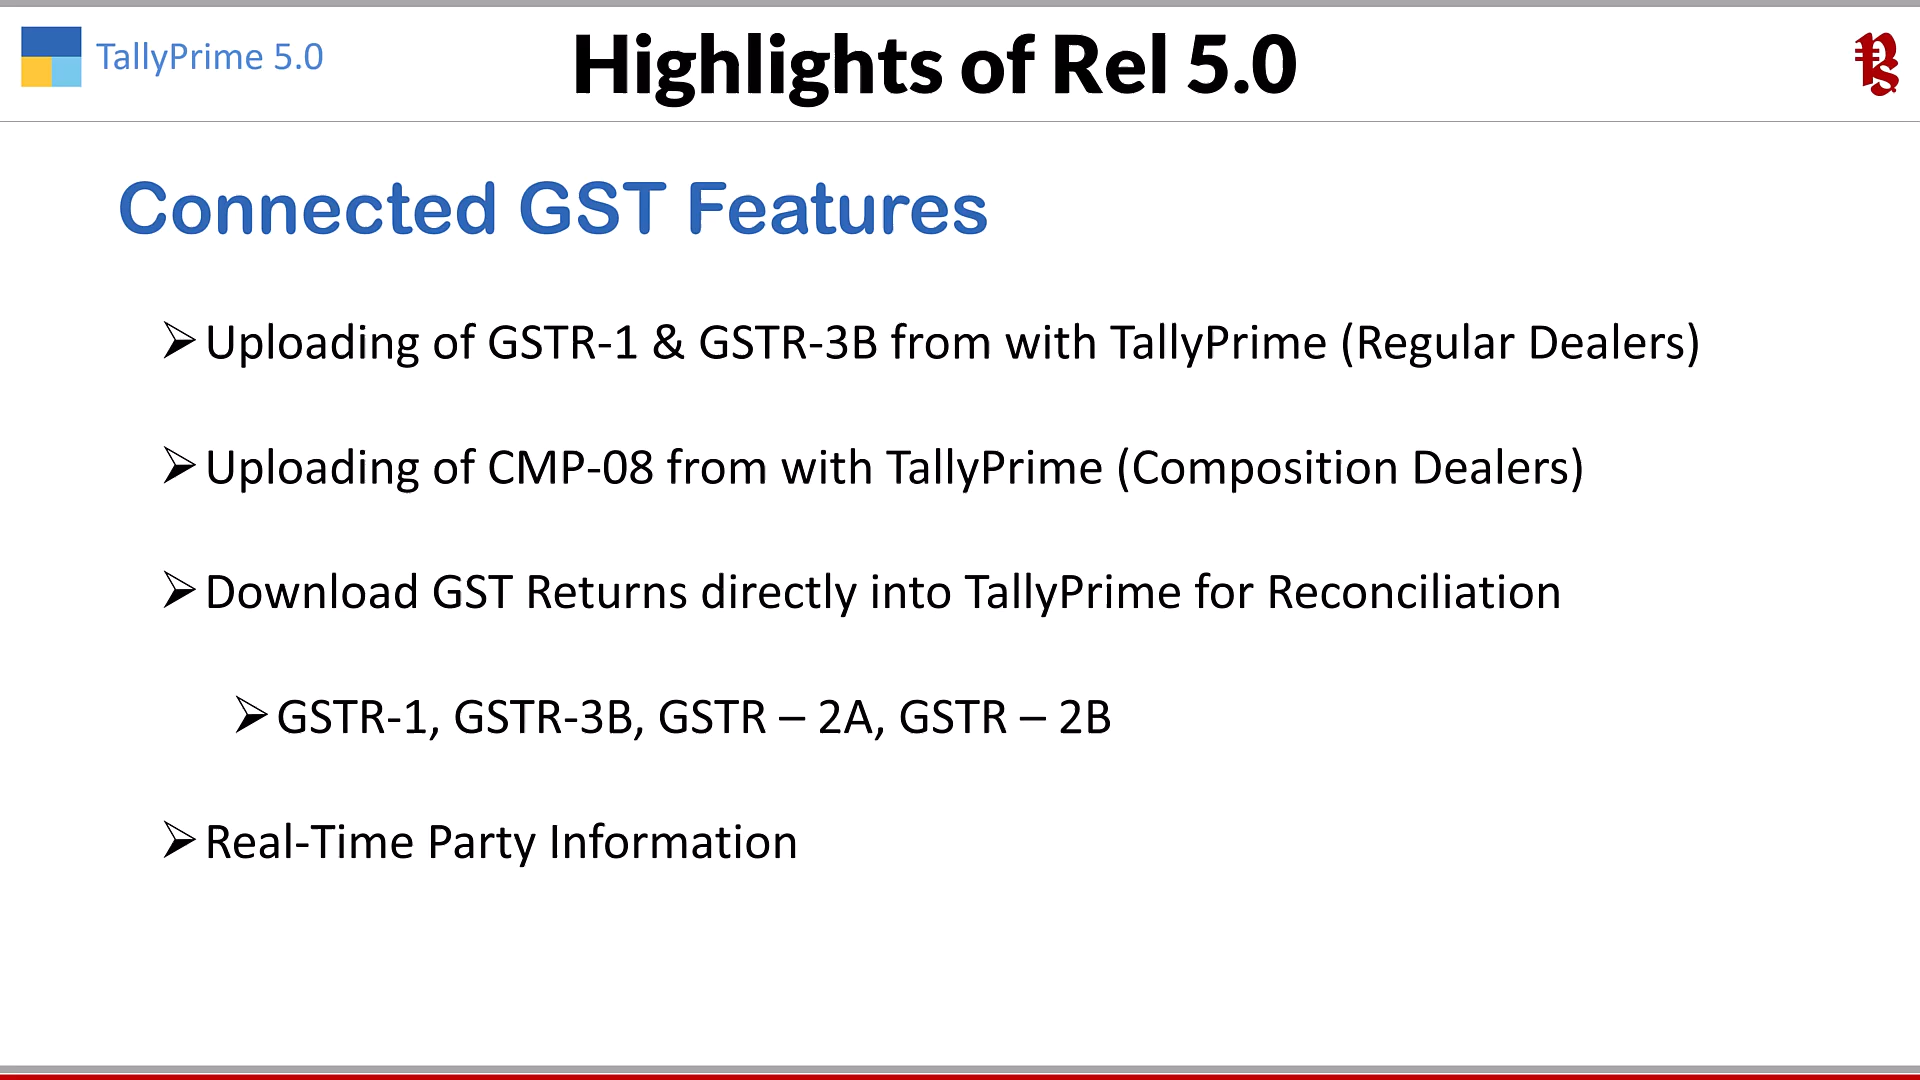 TallyPrime 5.0
Highlights of Rel 5.0
Connected GST Features
Uploading of GSTR-1 & GSTR-3B from with TallyPrime (Regular Dealers)
Uploading of CMP-08 from with TallyPrime (Composition Dealers)
Download GST Returns directly into TallyPrime for Reconciliation
GSTR-1, GSTR-3B, GSTR – 2A, GSTR – 2B
Real-Time Party Information